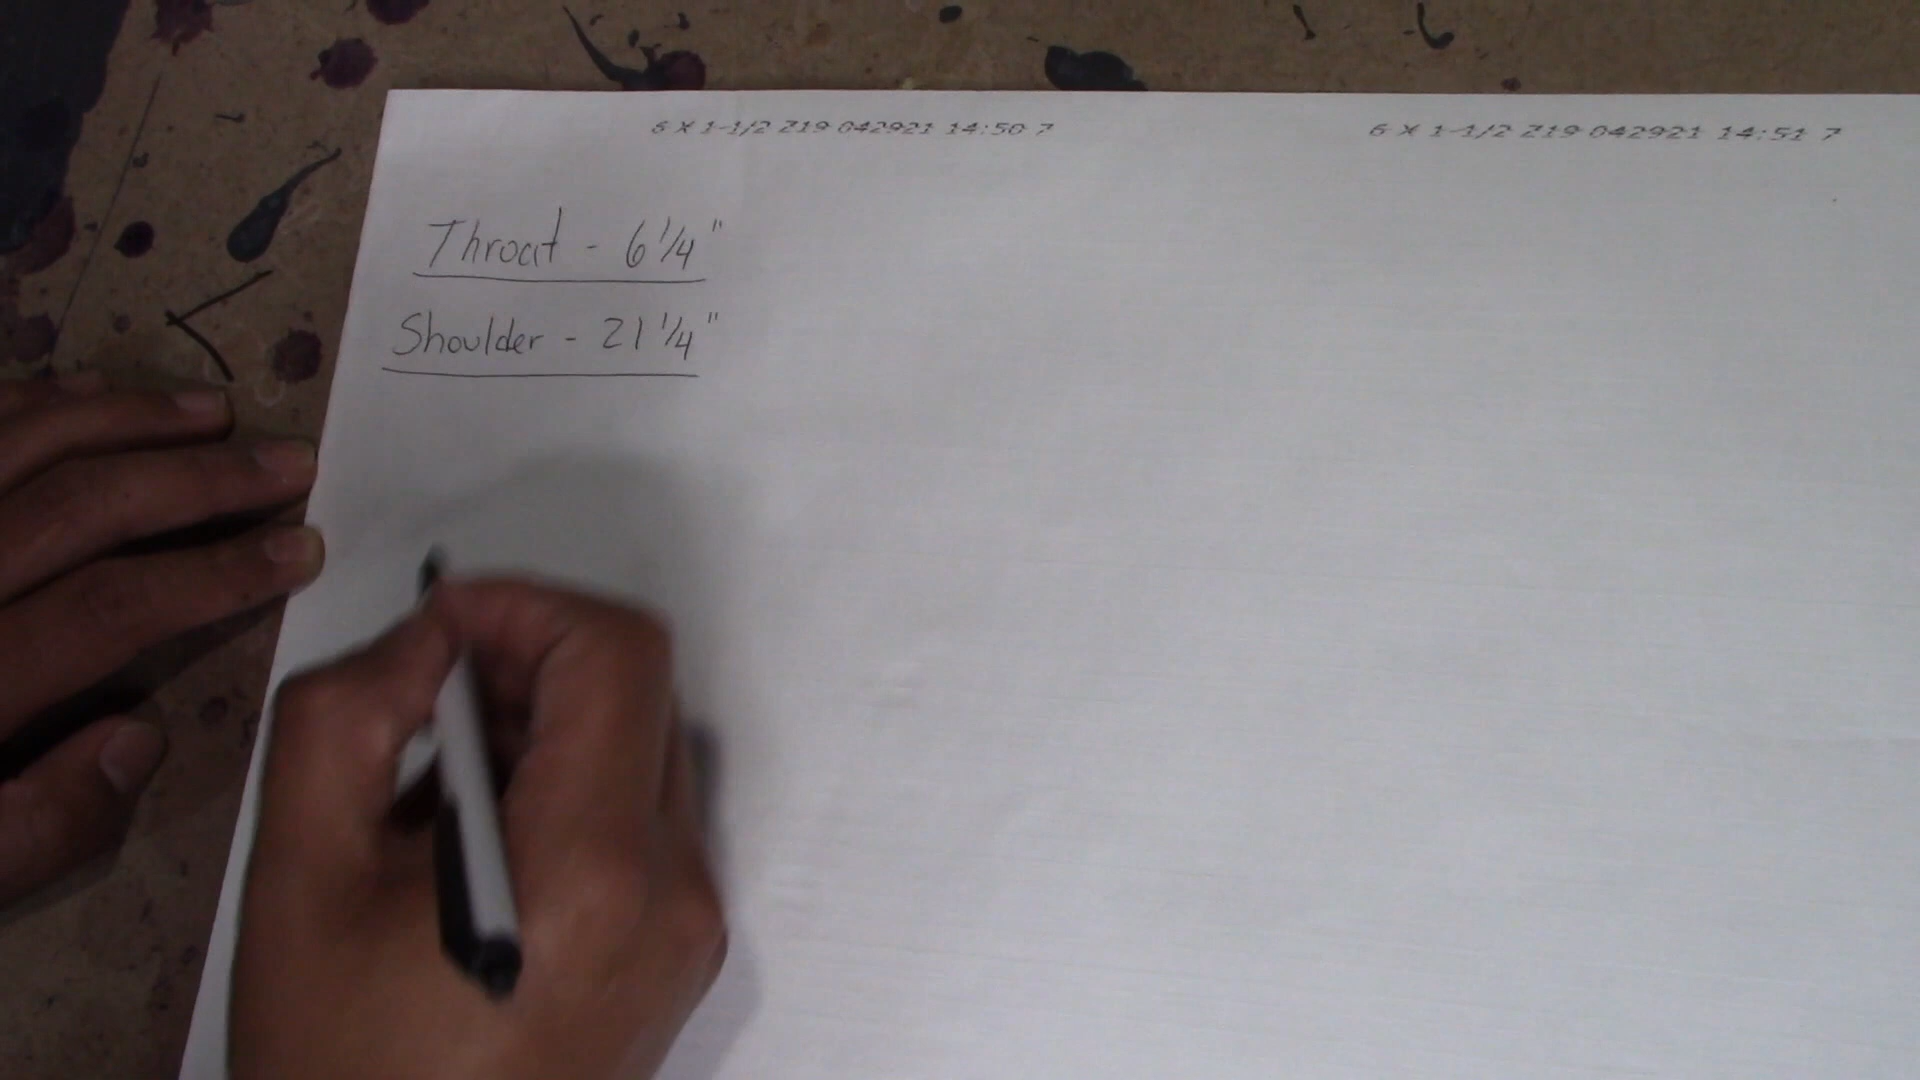 6 X 1-1/2 Z19 042921 14:50 7
6 X 1-1/2 Z19 042921 14:51 7
Throat - 6 1/4"
Shoulder - 21 1/4"